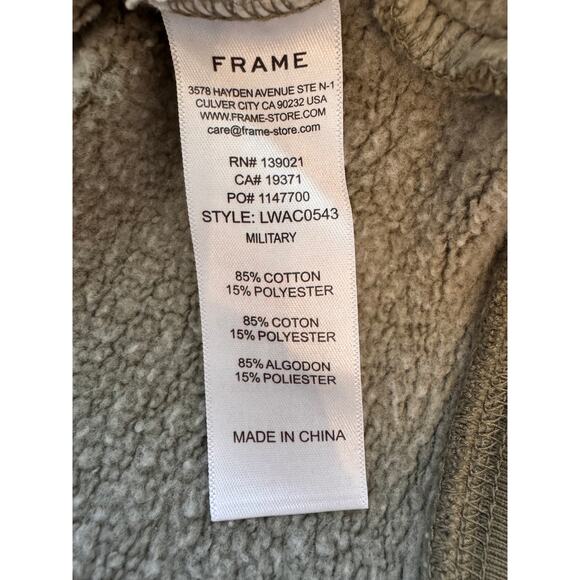 FRAME
3578 HAYDEN AVENUE STE N-1
CULVER CITY CA 90232 USA
WWW.FRAME-STORE.COM
care@frame-store.com
RN# 139021
CA# 19371
PO# 1147700
STYLE: LWAC0543
MILITARY
85% COTTON
15% POLYESTER
85% COTON
15% POLYESTER
85% ALGODON
15% POLIESTER
MADE IN CHINA